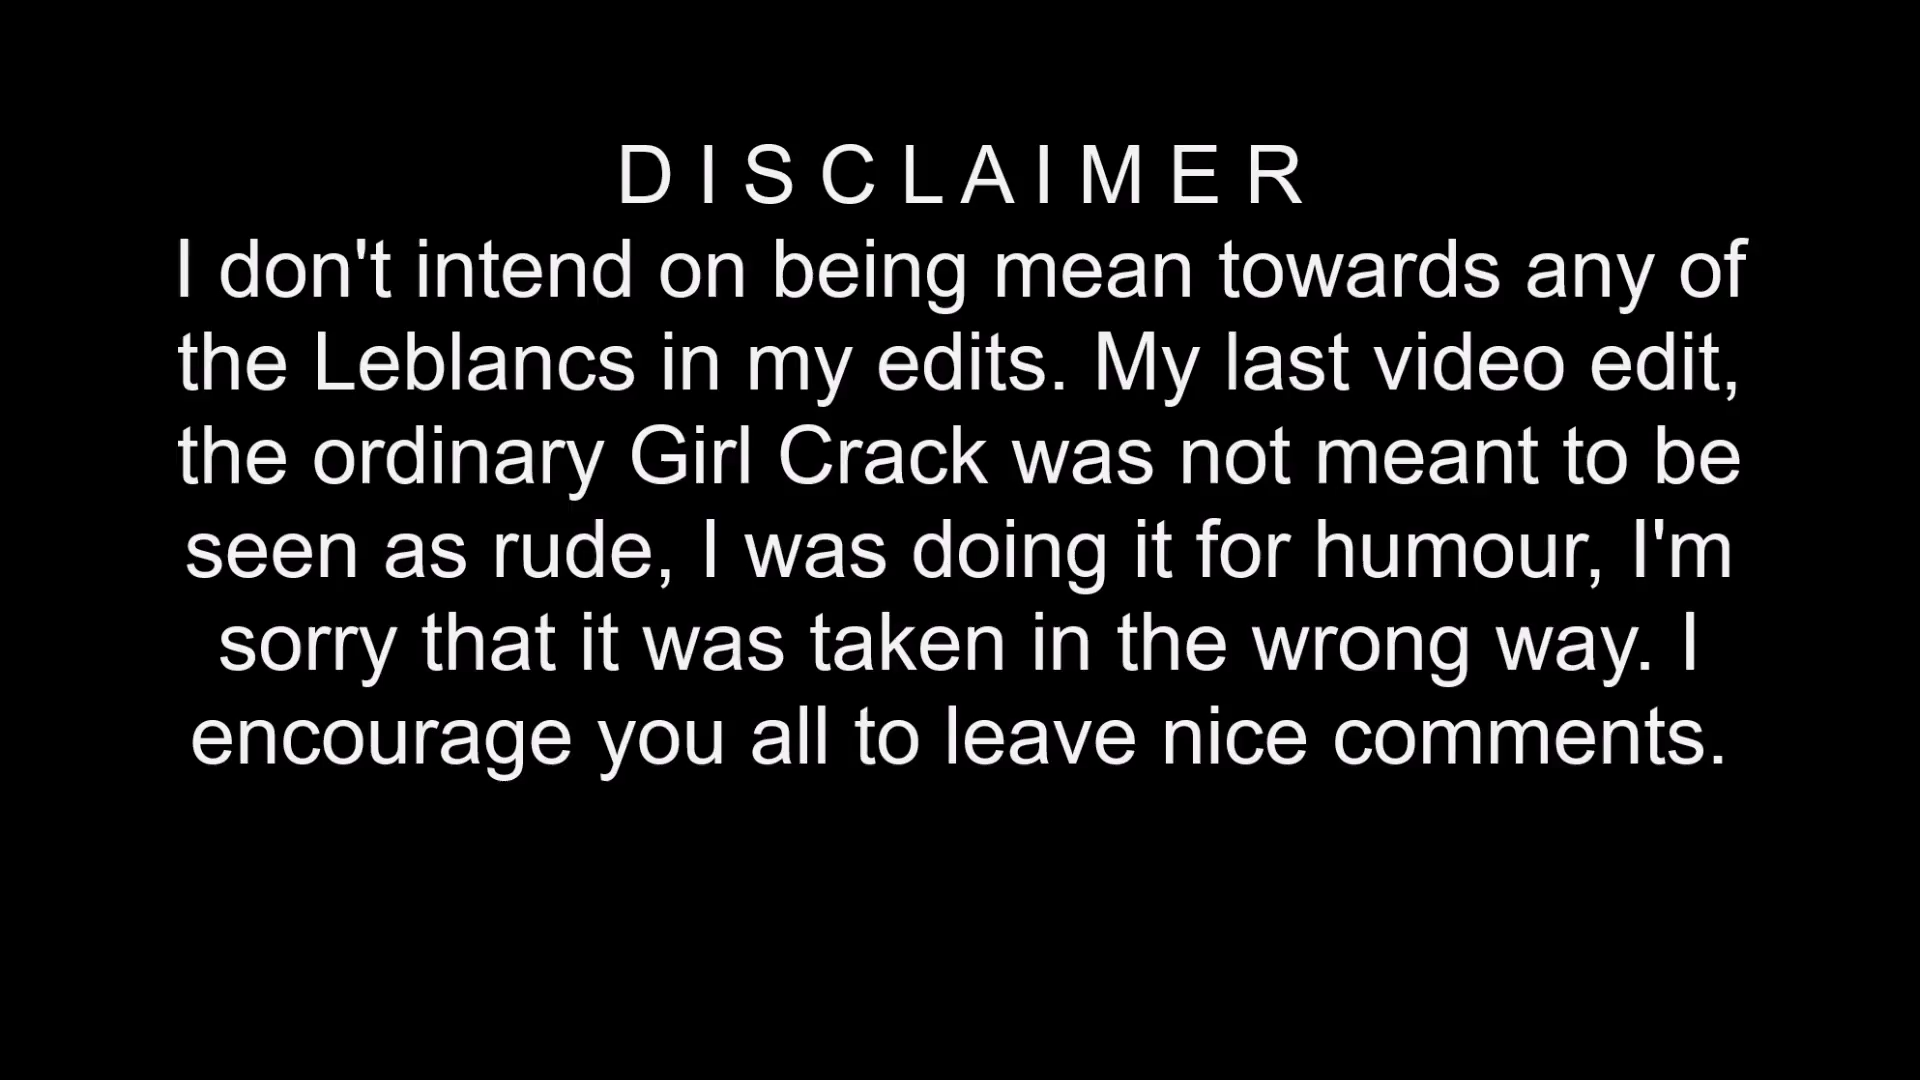 D I S C L A I M E R
I don't intend on being mean towards any of
the Leblancs in my edits. My last video edit,
the ordinary Girl Crack was not meant to be
seen as rude, I was doing it for humour, I'm
sorry that it was taken in the wrong way. I
encourage you all to leave nice comments.